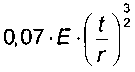 0,07 · E · (t/r)^{3/2}